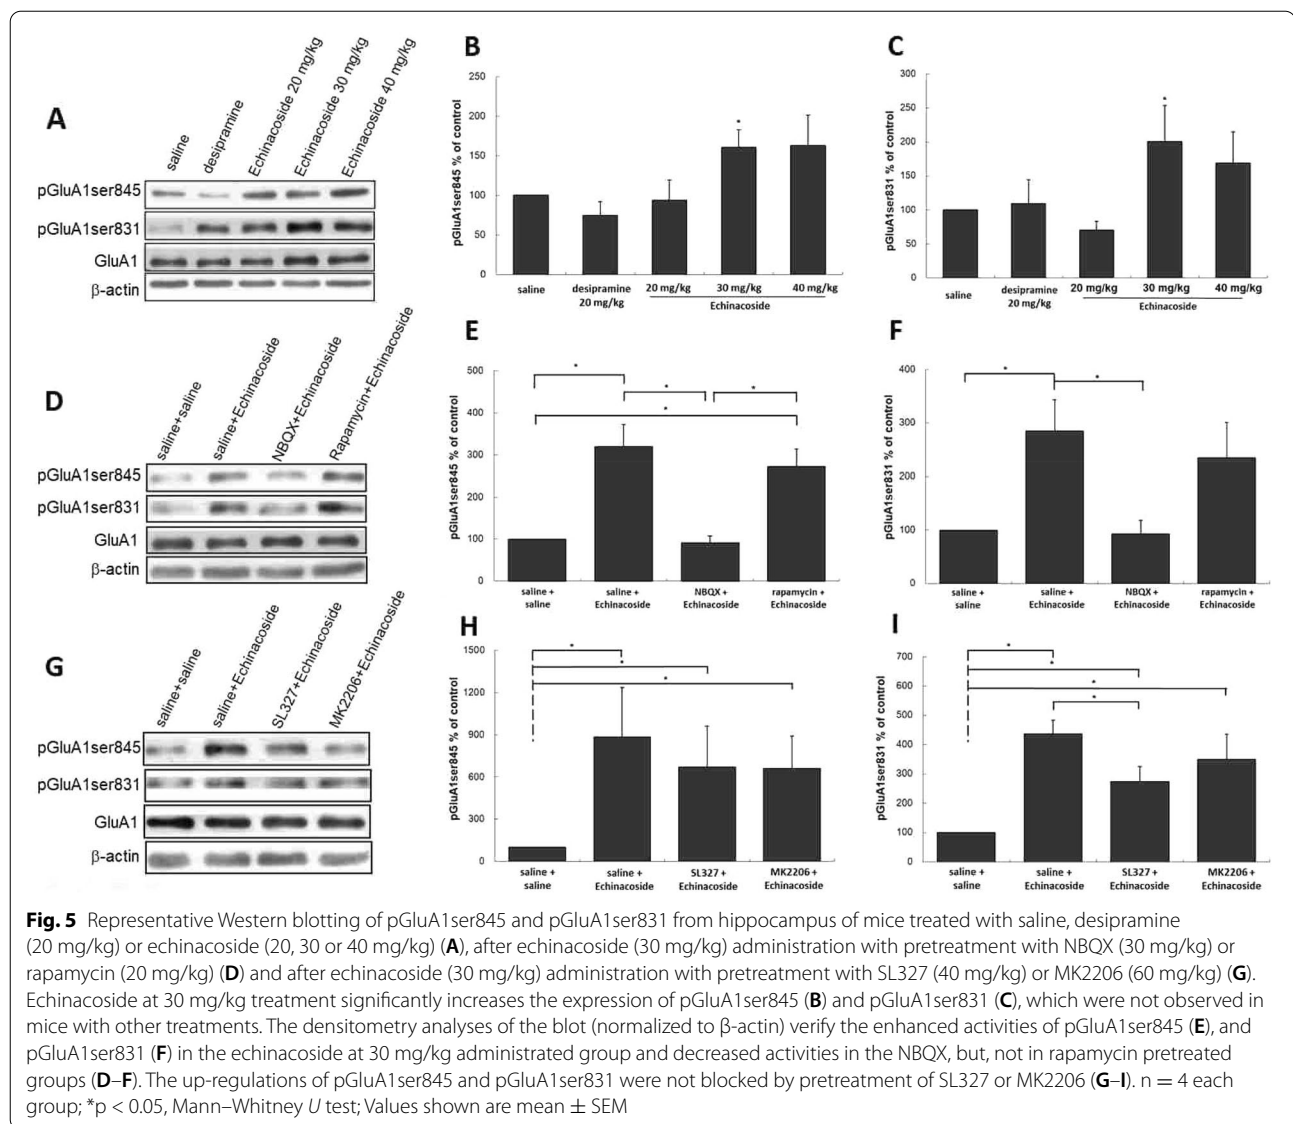 A
saline
desipramine
Echinacoside 20 mg/kg
Echinacoside 30 mg/kg
Echinacoside 40 mg/kg
pGluA1ser845
pGluA1ser831
GluA1
β-actin
B
pGluA1ser845 % of control
250
200
150
100
50
0
*
saline
desipramine
20 mg/kg
20 mg/kg
30 mg/kg
40 mg/kg
Echinacoside
C
pGluA1ser831 % of control
300
250
200
150
100
50
0
*
saline
desipramine
20 mg/kg
20 mg/kg
30 mg/kg
40 mg/kg
Echinacoside
D
saline+saline
saline+Echinacoside
NBQX+Echinacoside
Rapamycin+Echinacoside
pGluA1ser845
pGluA1ser831
GluA1
β-actin
E
pGluA1ser845 % of control
500
400
300
200
100
0
*
*
*
*
saline +
saline
saline +
Echinacoside
NBQX +
Echinacoside
rapamycin +
Echinacoside
F
pGluA1ser831 % of control
400
300
200
100
0
*
*
saline +
saline
saline +
Echinacoside
NBQX +
Echinacoside
rapamycin +
Echinacoside
G
saline+saline
saline+Echinacoside
SL327+Echinacoside
MK2206+Echinacoside
pGluA1ser845
pGluA1ser831
GluA1
β-actin
H
pGluA1ser845 % of control
1500
1200
900
600
300
0
*
*
*
saline +
saline
saline +
Echinacoside
SL327 +
Echinacoside
MK2206 +
Echinacoside
I
pGluA1ser831 % of control
700
600
500
400
300
200
100
0
*
*
*
*
saline +
saline
saline +
Echinacoside
SL327 +
Echinacoside
MK2206 +
Echinacoside
Fig. 5 Representative Western blotting of pGluA1ser845 and pGluA1ser831 from hippocampus of mice treated with saline, desipramine
(20 mg/kg) or echinacoside (20, 30 or 40 mg/kg) (A), after echinacoside (30 mg/kg) administration with pretreatment with NBQX (30 mg/kg) or
rapamycin (20 mg/kg) (D) and after echinacoside (30 mg/kg) administration with pretreatment with SL327 (40 mg/kg) or MK2206 (60 mg/kg) (G).
Echinacoside at 30 mg/kg treatment significantly increases the expression of pGluA1ser845 (B) and pGluA1ser831 (C), which were not observed in
mice with other treatments. The densitometry analyses of the blot (normalized to β-actin) verify the enhanced activities of pGluA1ser845 (E), and
pGluA1ser831 (F) in the echinacoside at 30 mg/kg administrated group and decreased activities in the NBQX, but, not in rapamycin pretreated
groups (D–F). The up-regulations of pGluA1ser845 and pGluA1ser831 were not blocked by pretreatment of SL327 or MK2206 (G–I). n = 4 each
group; *p < 0.05, Mann–Whitney U test; Values shown are mean ± SEM